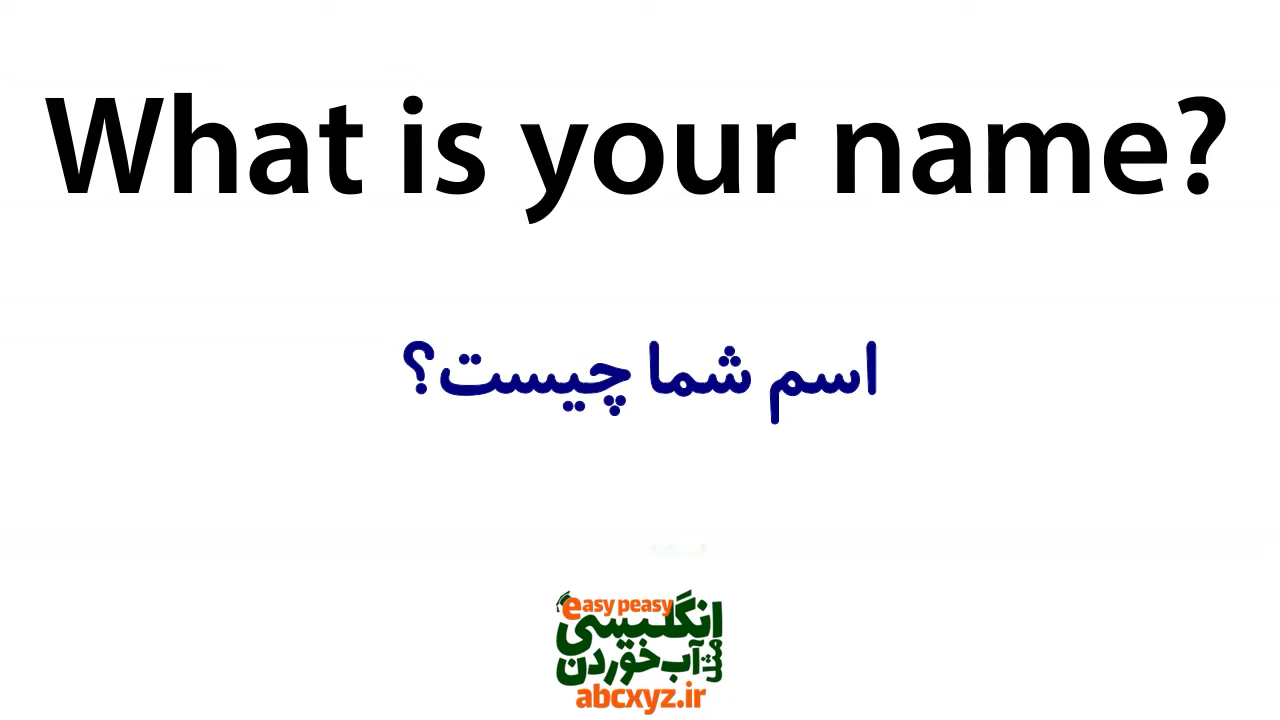 What is your name?
اسم شما چیست؟
easy peasy
انگلیسی
مثل آب خوردن
abcxyz.ir